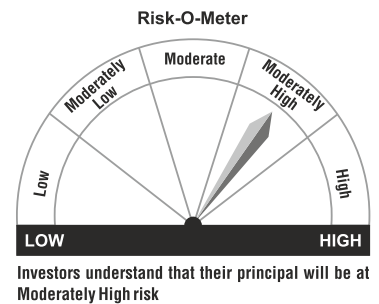 Risk-O-Meter
Low
Moderately
Low
Moderate
Moderately
High
High
LOW
HIGH
Investors understand that their principal will be at
Moderately High risk